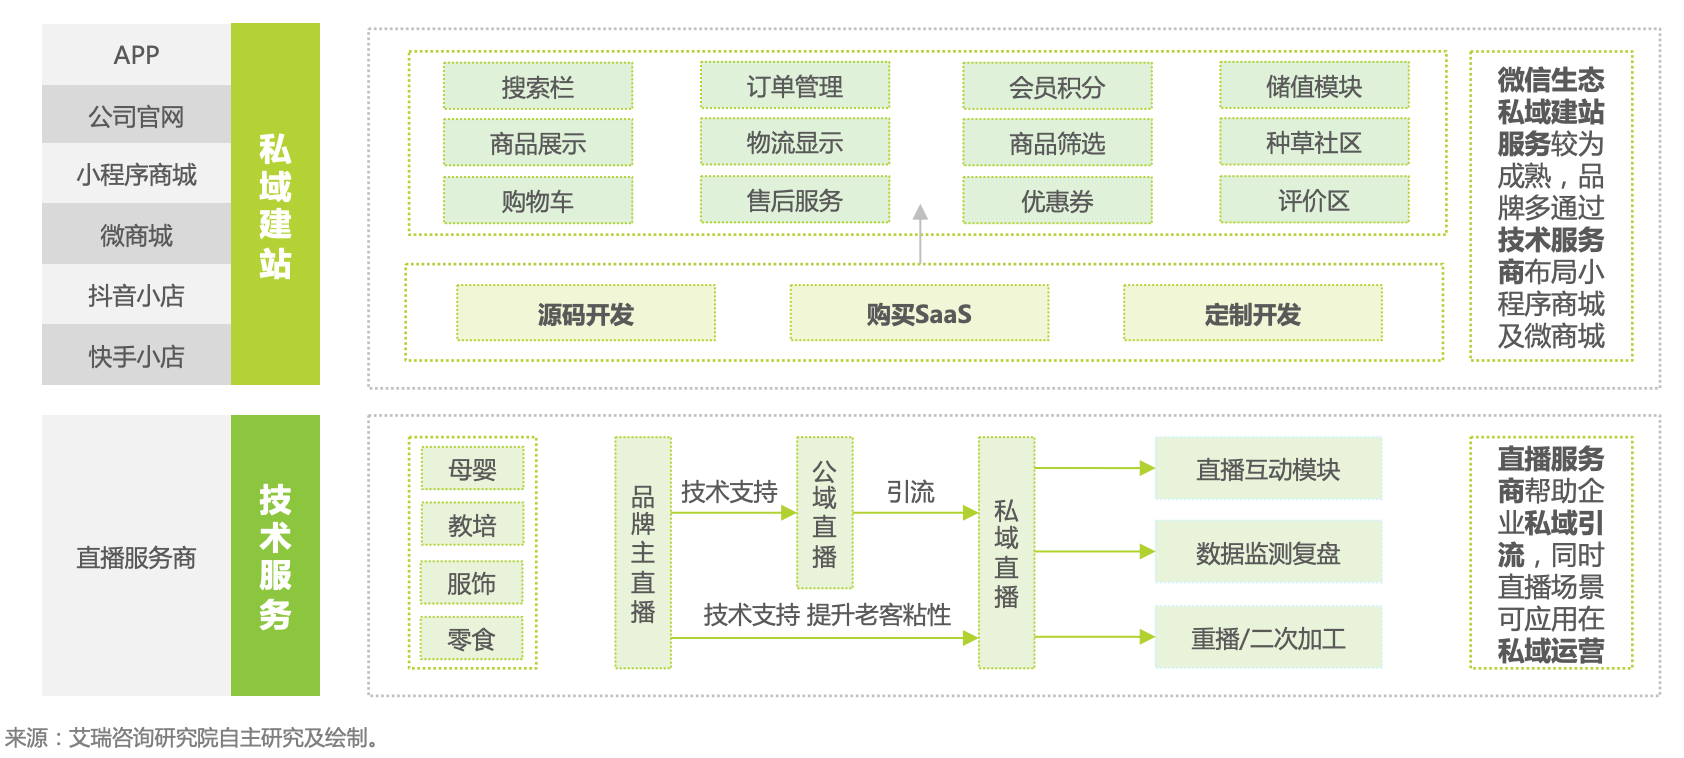 APP
公司官网
小程序商城
微商城
抖音小店
快手小店
私域建站
搜索栏
订单管理
会员积分
储值模块
商品展示
物流显示
商品筛选
种草社区
购物车
售后服务
优惠券
评价区
源码开发
购买SaaS
定制开发
微信生态
私域建站
服务较为
成熟，品
牌多通过
技术服务
商布局小
程序商城
及微商城
直播服务商
技术服务
母婴
教培
服饰
零食
品牌主直播
技术支持
公域直播
引流
技术支持 提升老客粘性
私域直播
直播互动模块
数据监测复盘
重播/二次加工
直播服务
商帮助企
业私域引
流，同时
直播场景
可应用在
私域运营
来源：艾瑞咨询研究院自主研究及绘制。